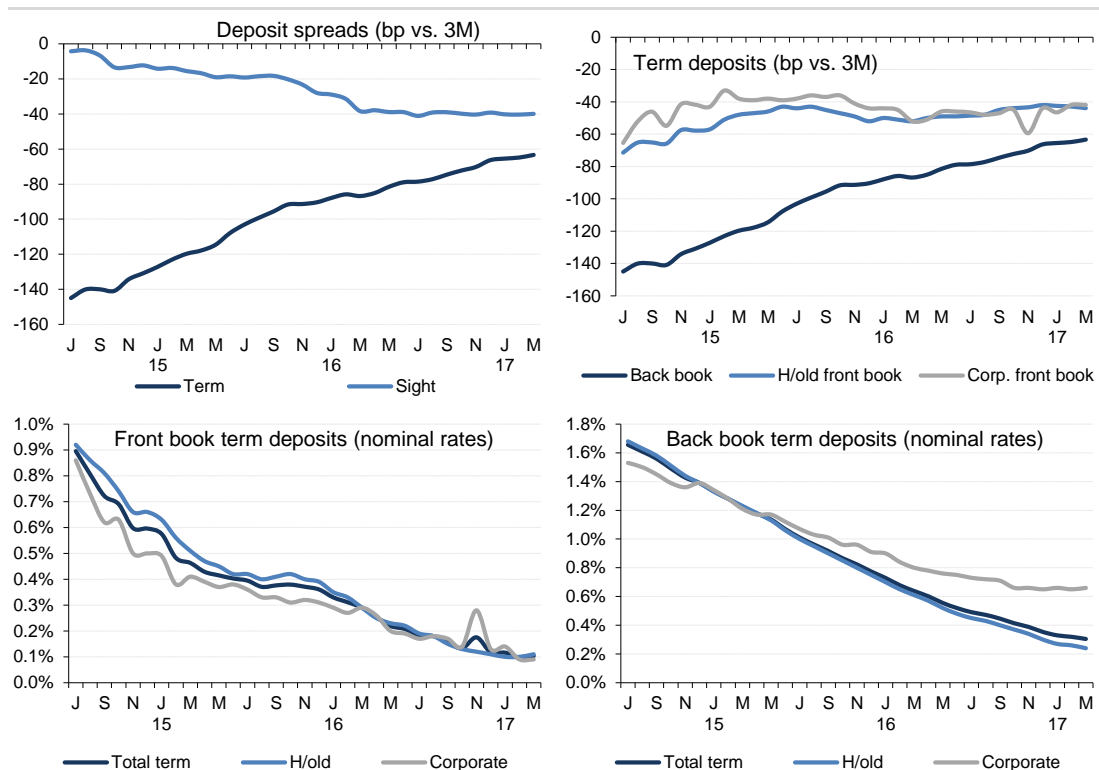 Deposit spreads (bp vs. 3M)
0
-20
-40
-60
-80
-100
-120
-140
-160
J S N J M M J S N J M M J S N J M
15 16 17
Term Sight
Term deposits (bp vs. 3M)
0
-20
-40
-60
-80
-100
-120
-140
-160
J S N J M M J S N J M M J S N J M
15 16 17
Back book H/old front book Corp. front book
Front book term deposits (nominal rates)
1.0%
0.9%
0.8%
0.7%
0.6%
0.5%
0.4%
0.3%
0.2%
0.1%
0.0%
J S N J M M J S N J M M J S N J M
15 16 17
Total term H/old Corporate
Back book term deposits (nominal rates)
1.8%
1.6%
1.4%
1.2%
1.0%
0.8%
0.6%
0.4%
0.2%
0.0%
J S N J M M J S N J M M J S N J M
15 16 17
Total term H/old Corporate